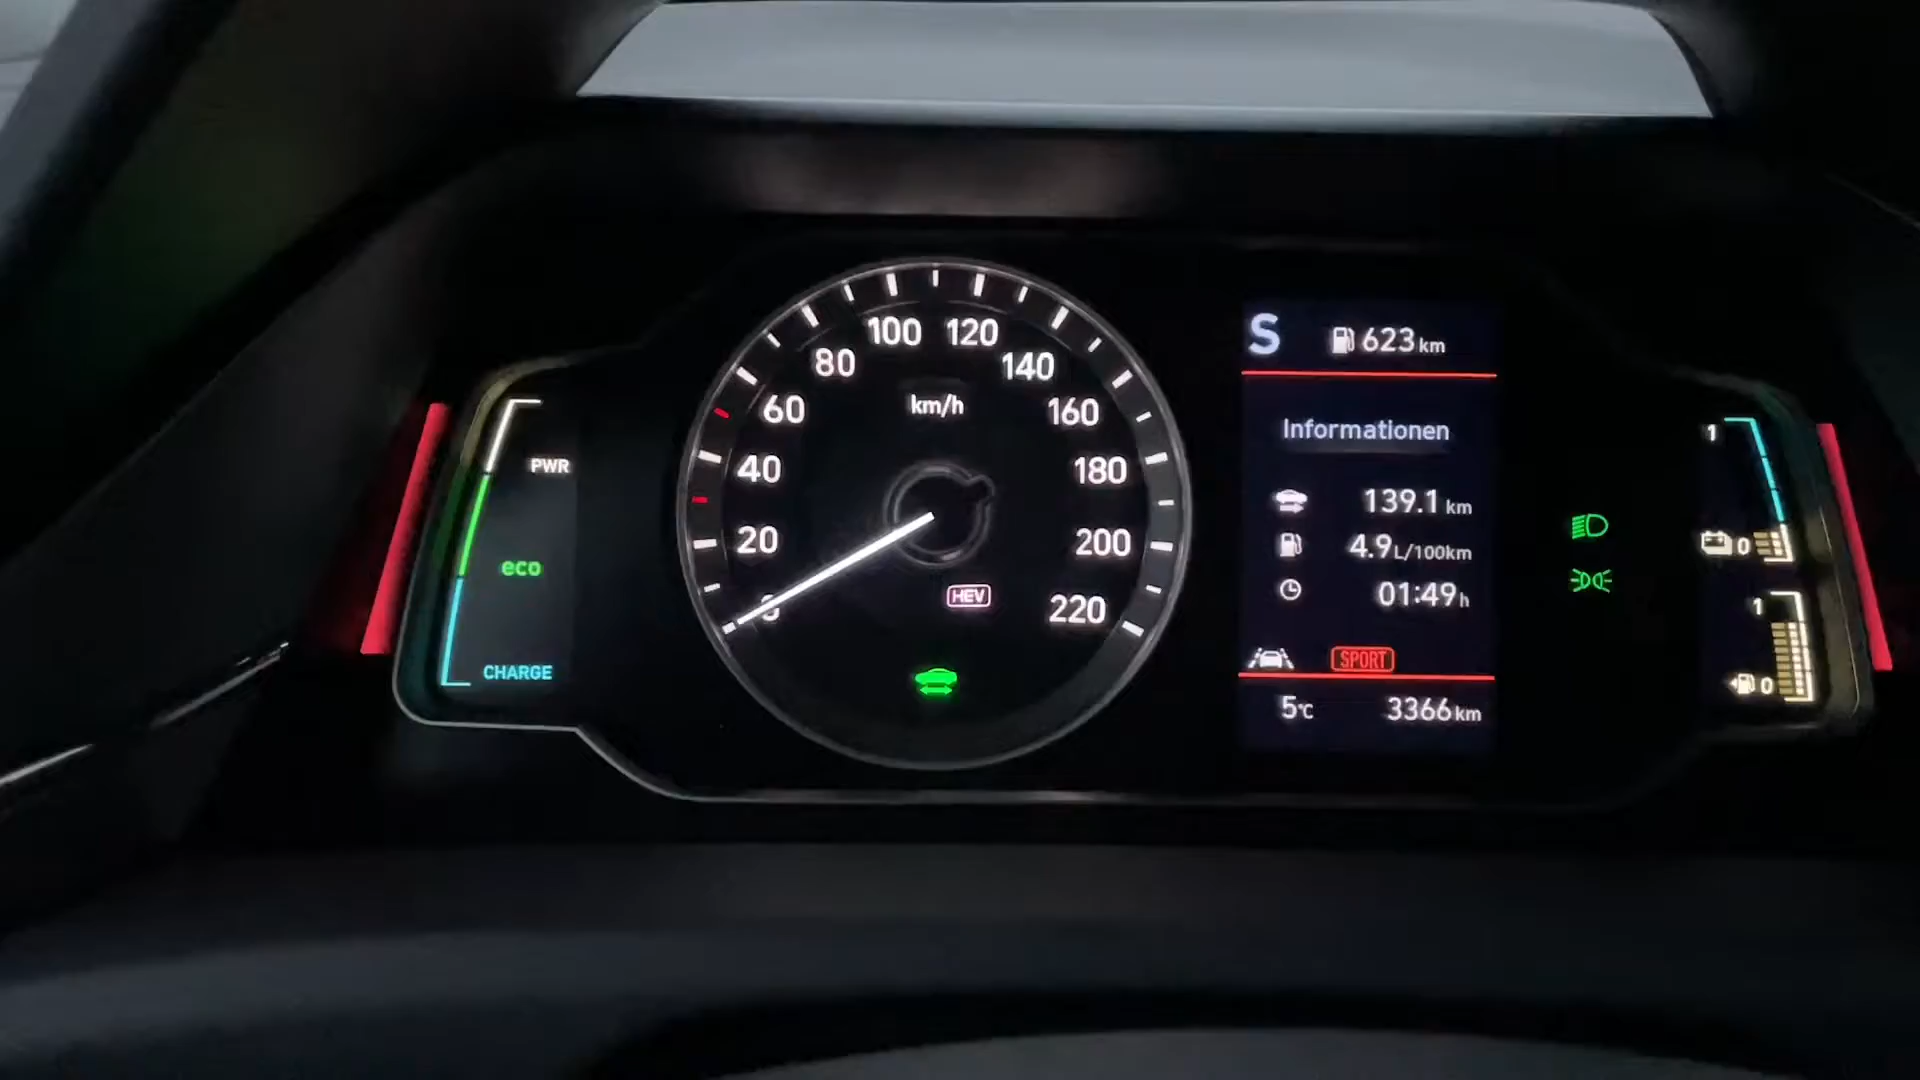 PWR
eco
CHARGE
0
20
40
60
80
100
120
140
160
180
200
220
km/h
HEV
S
623 km
Informationen
139.1 km
4.9 L/100km
01:49 h
SPORT
5°C
3366 km
1
0
1
0